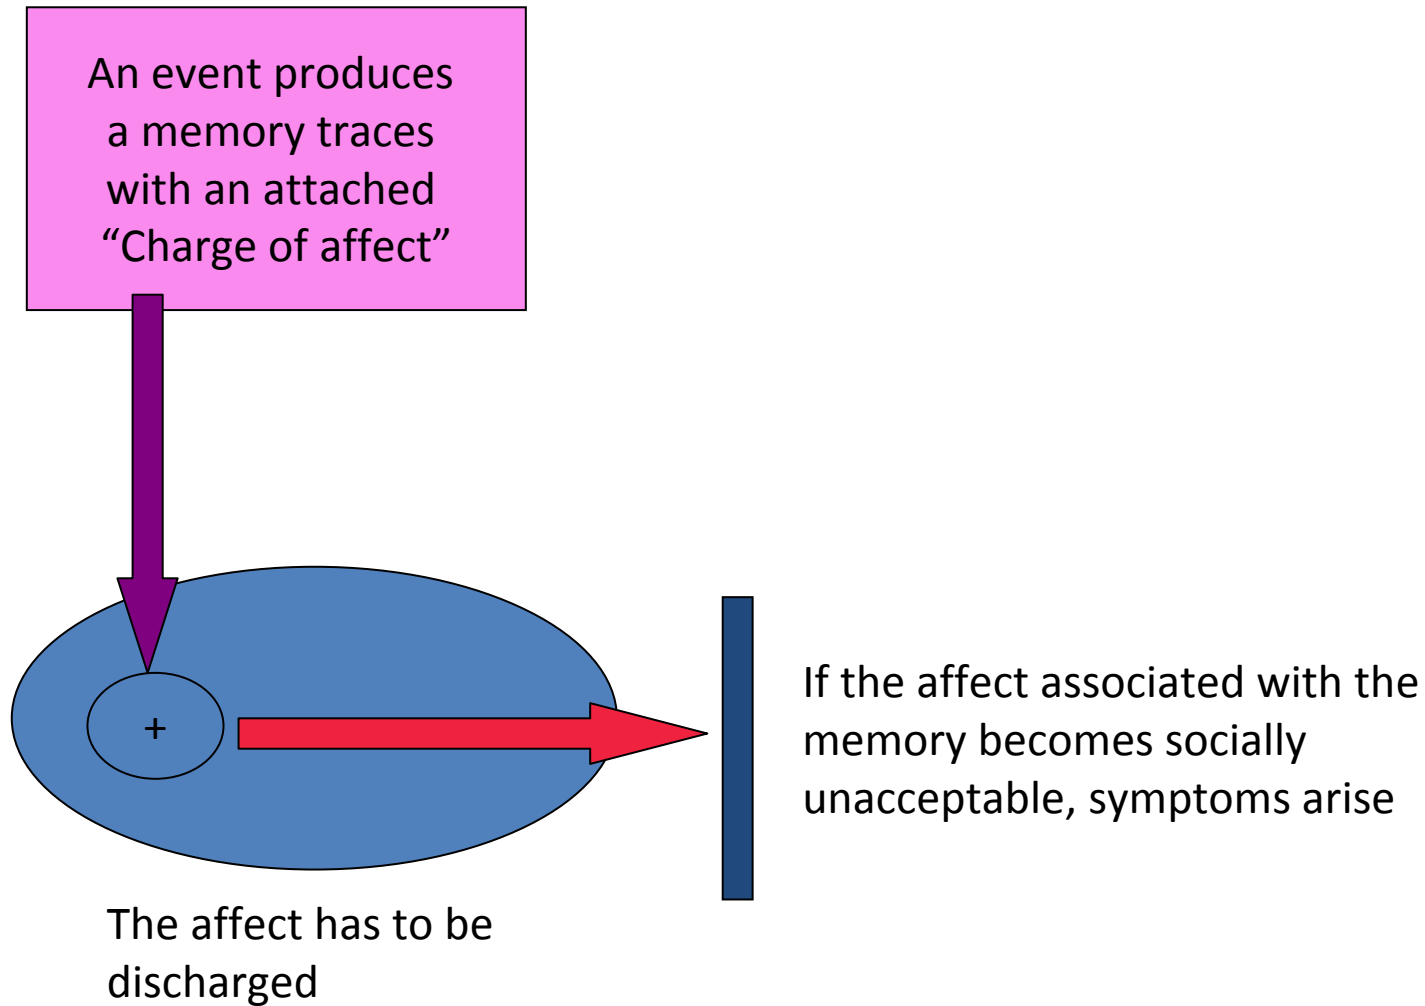 An event produces
a memory traces
with an attached
“Charge of affect”
+
If the affect associated with the
memory becomes socially
unacceptable, symptoms arise
The affect has to be
discharged